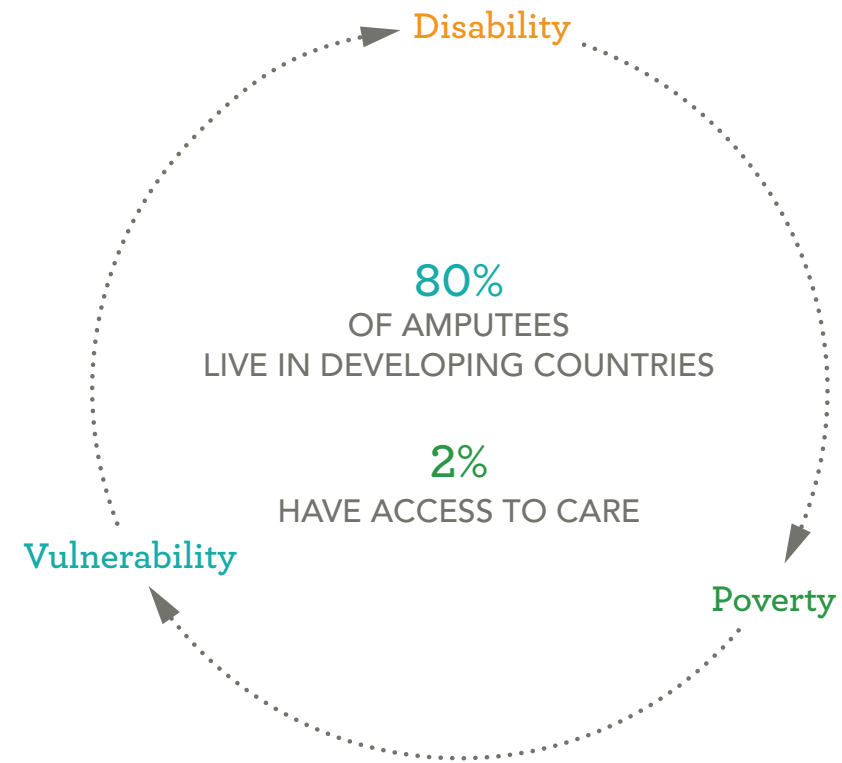 Disability
80%
OF AMPUTEES
LIVE IN DEVELOPING COUNTRIES
2%
HAVE ACCESS TO CARE
Vulnerability
Poverty